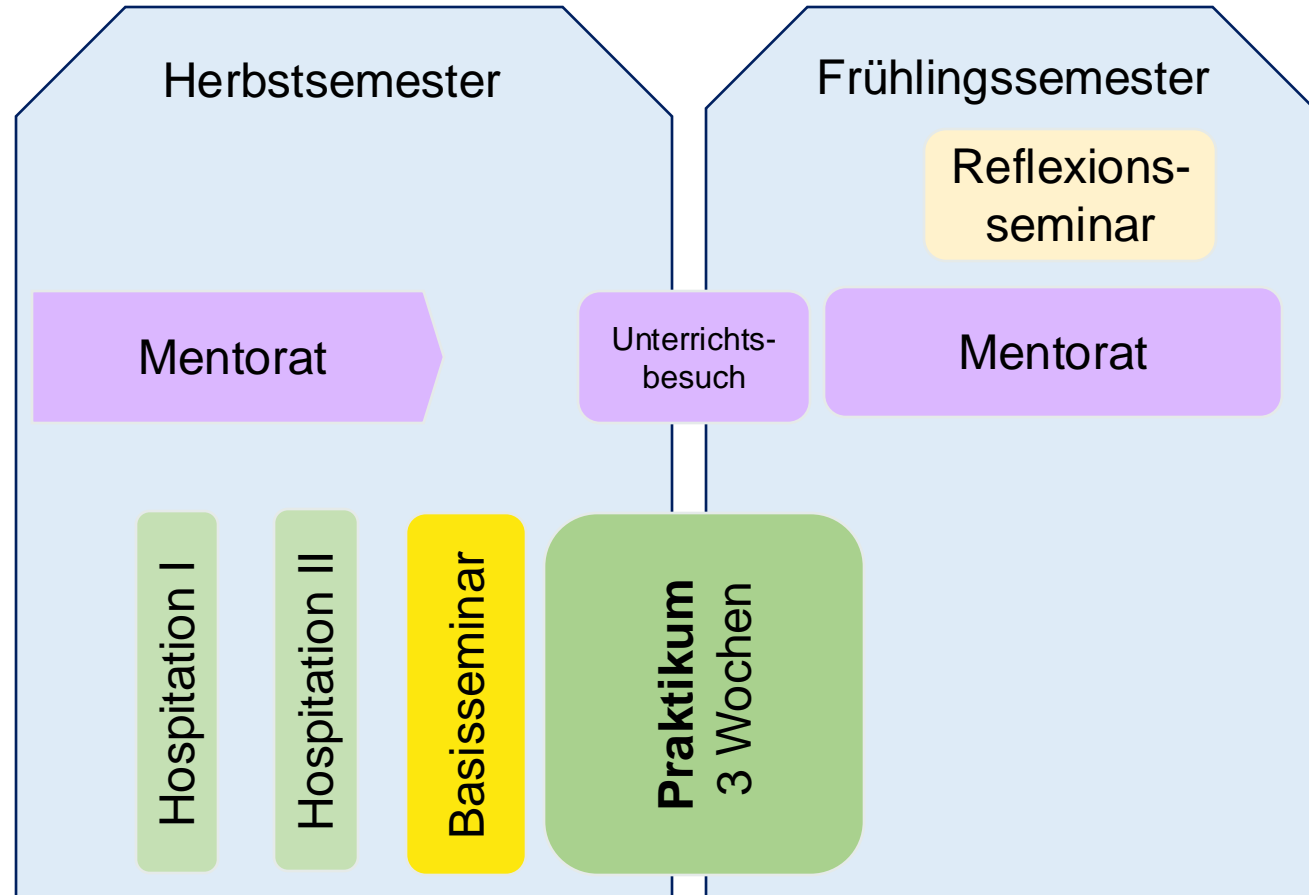 Herbstsemester
Frühlingssemester
Reflexions-
seminar
Mentorat
Unterrichts-
besuch
Mentorat
Hospitation I
Hospitation II
Basisseminar
Praktikum
3 Wochen